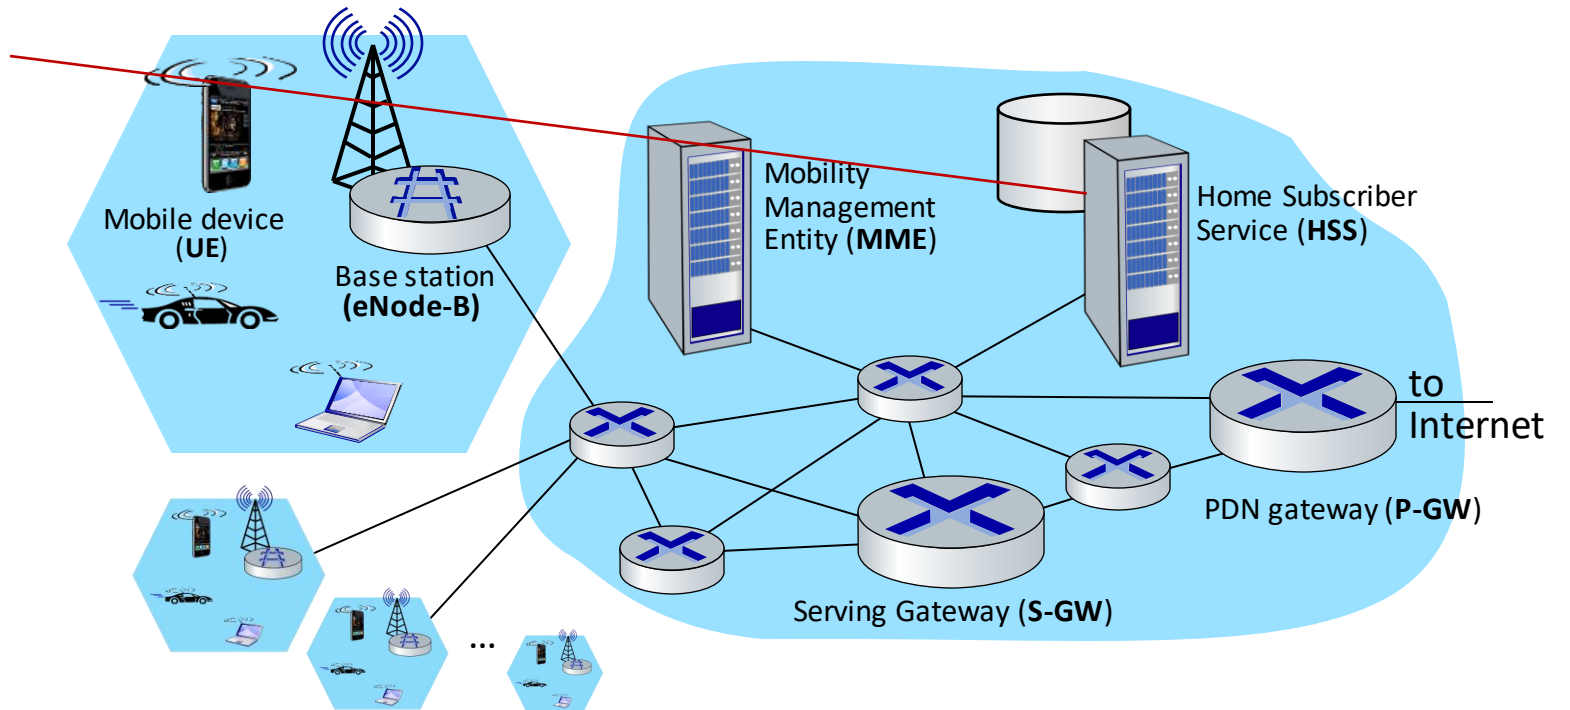 Mobile device
(UE)
Base station
(eNode-B)
Mobility
Management
Entity (MME)
Home Subscriber
Service (HSS)
to
Internet
PDN gateway (P-GW)
Serving Gateway (S-GW)
...